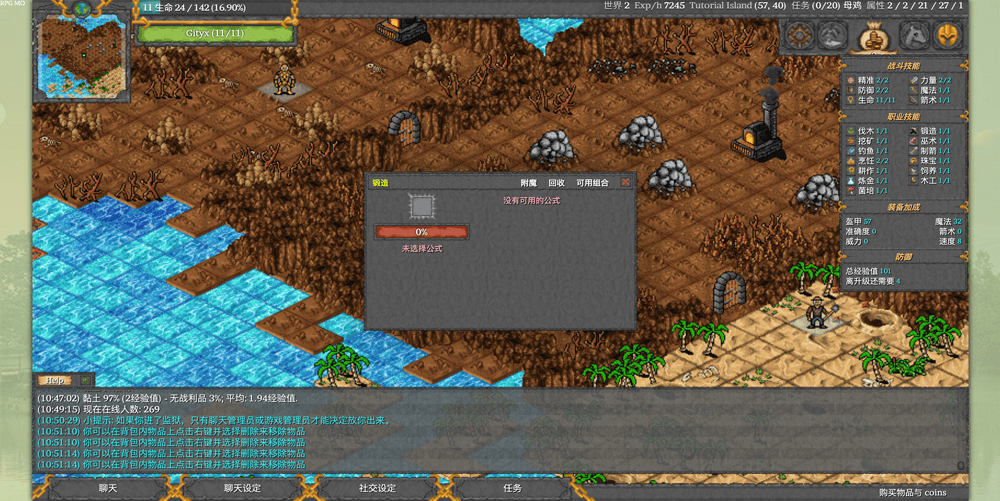 RPG MO
11 生命 24 / 142 (16.90%)
世界 2 Exp/h 7245 Tutorial Island (57, 40) 任务 (0/20) 母鸡 属性 2 / 2 / 21 / 27 / 1
Gityx (11/11)
战斗技能
精准 2/2 力量 2/2
防御 2/2 魔法 1/1
生命 11/11 箭术 1/1
职业技能
伐木 1/1 锻造 1/1
挖矿 1/1 巫术 1/1
钓鱼 1/1 制箭 1/1
烹饪 2/2 珠宝 1/1
耕作 1/1 饲养 1/1
炼金 1/1 木工 1/1
菌培 1/1
装备加成
盔甲 57 魔法 32
准确度 0 箭术 0
威力 0 速度 8
防御
总经验值 101
离升级还需要 4
锻造 附魔 回收 可用组合
没有可用的公式
0%
未选择公式
Help
(10:47:02) 黏土 97% (2经验值) - 无战利品 3%; 平均: 1.94经验值.
(10:49:15) 现在在线人数: 269
(10:50:29) 小提示: 如果你进了监狱, 只有聊天管理员或游戏管理员才能决定放你出来。
(10:51:10) 你可以在背包内物品上点击右键并选择删除来移除物品
(10:51:10) 你可以在背包内物品上点击右键并选择删除来移除物品
(10:51:14) 你可以在背包内物品上点击右键并选择删除来移除物品
(10:51:14) 你可以在背包内物品上点击右键并选择删除来移除物品
聊天 聊天设定 社交设定 任务
购买物品与 coins